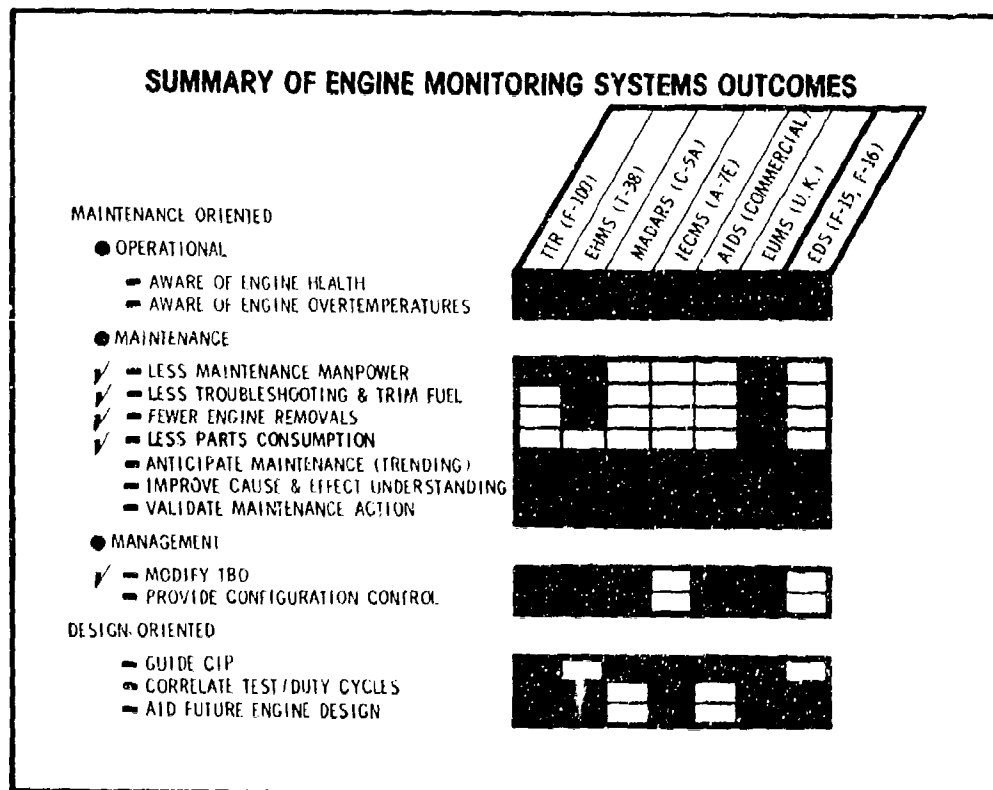 SUMMARY OF ENGINE MONITORING SYSTEMS OUTCOMES
TTR (F-100)
EHMS (T-38)
MADARS (C-5A)
IECMS (A-7E)
AIDS (COMMERCIAL)
EUMS (U.K.)
EDS (F-15, F-16)
MAINTENANCE ORIENTED
● OPERATIONAL
– AWARE OF ENGINE HEALTH
– AWARE OF ENGINE OVERTEMPERATURES
● MAINTENANCE
✓ – LESS MAINTENANCE MANPOWER
✓ – LESS TROUBLESHOOTING & TRIM FUEL
✓ – FEWER ENGINE REMOVALS
✓ – LESS PARTS CONSUMPTION
– ANTICIPATE MAINTENANCE (TRENDING)
– IMPROVE CAUSE & EFFECT UNDERSTANDING
– VALIDATE MAINTENANCE ACTION
● MANAGEMENT
✓ – MODIFY TBO
– PROVIDE CONFIGURATION CONTROL
DESIGN-ORIENTED
– GUIDE CIP
– CORRELATE TEST/DUTY CYCLES
– AID FUTURE ENGINE DESIGN